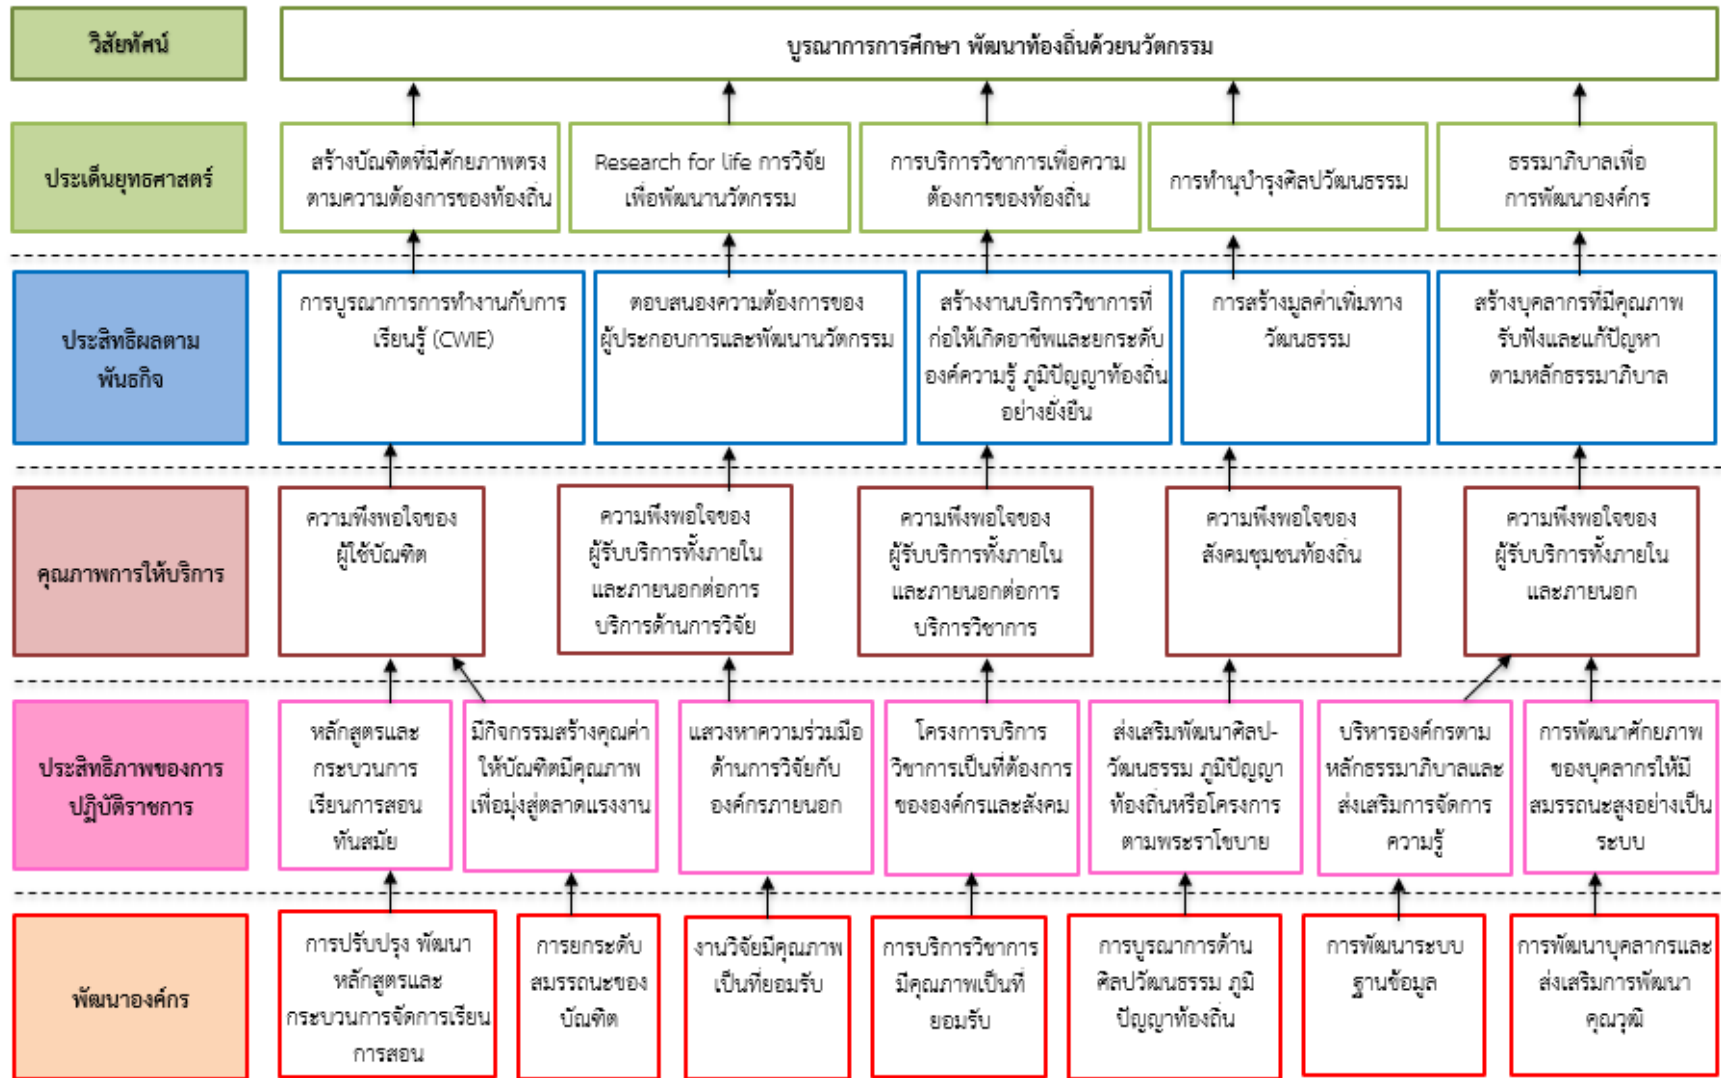 วิสัยทัศน์
บูรณาการการศึกษา พัฒนาท้องถิ่นด้วยนวัตกรรม
ประเด็นยุทธศาสตร์
สร้างบัณฑิตที่มีศักยภาพตรง
ตามความต้องการของท้องถิ่น
Research for life การวิจัย
เพื่อพัฒนานวัตกรรม
การบริการวิชาการเพื่อความ
ต้องการของท้องถิ่น
การทำนุบำรุงศิลปวัฒนธรรม
ธรรมาภิบาลเพื่อ
การพัฒนาองค์กร
ประสิทธิผลตาม
พันธกิจ
การบูรณาการการทำงานกับการ
เรียนรู้ (CWIE)
ตอบสนองความต้องการของ
ผู้ประกอบการและพัฒนานวัตกรรม
สร้างงานบริการวิชาการที่
ก่อให้เกิดอาชีพและยกระดับ
องค์ความรู้ ภูมิปัญญาท้องถิ่น
อย่างยั่งยืน
การสร้างมูลค่าเพิ่มทาง
วัฒนธรรม
สร้างบุคลากรที่มีคุณภาพ
รับฟังและแก้ปัญหา
ตามหลักธรรมาภิบาล
คุณภาพการให้บริการ
ความพึงพอใจของ
ผู้ใช้บัณฑิต
ความพึงพอใจของ
ผู้รับบริการทั้งภายใน
และภายนอกต่อการ
บริการด้านการวิจัย
ความพึงพอใจของ
ผู้รับบริการทั้งภายใน
และภายนอกต่อการ
บริการวิชาการ
ความพึงพอใจของ
สังคมชุมชนท้องถิ่น
ความพึงพอใจของ
ผู้รับบริการทั้งภายใน
และภายนอก
ประสิทธิภาพของการ
ปฏิบัติราชการ
หลักสูตรและ
กระบวนการ
เรียนการสอน
ทันสมัย
มีกิจกรรมสร้างคุณค่า
ให้บัณฑิตมีคุณภาพ
เพื่อมุ่งสู่ตลาดแรงงาน
แสวงหาความร่วมมือ
ด้านการวิจัยกับ
องค์กรภายนอก
โครงการบริการ
วิชาการเป็นที่ต้องการ
ขององค์กรและสังคม
ส่งเสริมพัฒนาศิลป-
วัฒนธรรม ภูมิปัญญา
ท้องถิ่นหรือโครงการ
ตามพระราโชบาย
บริหารองค์กรตาม
หลักธรรมาภิบาลและ
ส่งเสริมการจัดการ
ความรู้
การพัฒนาศักยภาพ
ของบุคลากรให้มี
สมรรถนะสูงอย่างเป็น
ระบบ
พัฒนาองค์กร
การปรับปรุง พัฒนา
หลักสูตรและ
กระบวนการจัดการเรียน
การสอน
การยกระดับ
สมรรถนะของ
บัณฑิต
งานวิจัยมีคุณภาพ
เป็นที่ยอมรับ
การบริการวิชาการ
มีคุณภาพเป็นที่
ยอมรับ
การบูรณาการด้าน
ศิลปวัฒนธรรม ภูมิ
ปัญญาท้องถิ่น
การพัฒนาระบบ
ฐานข้อมูล
การพัฒนาบุคลากรและ
ส่งเสริมการพัฒนา
คุณวุฒิ